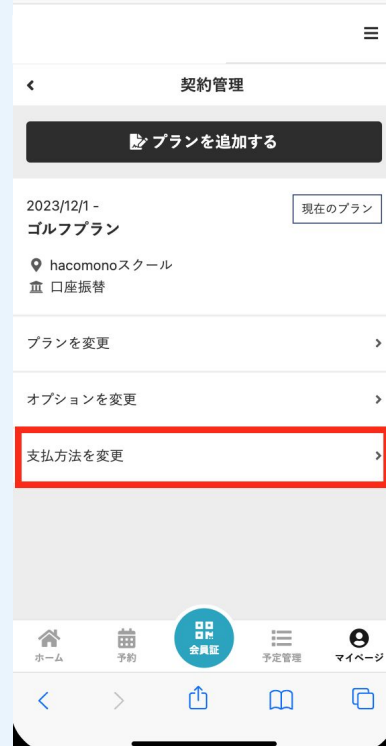 契約管理
プランを追加する
2023/12/1 -
現在のプラン
ゴルフプラン
hacomonoスクール
口座振替
プランを変更
オプションを変更
支払方法を変更
ホーム
予約
会員証
予定管理
マイページ